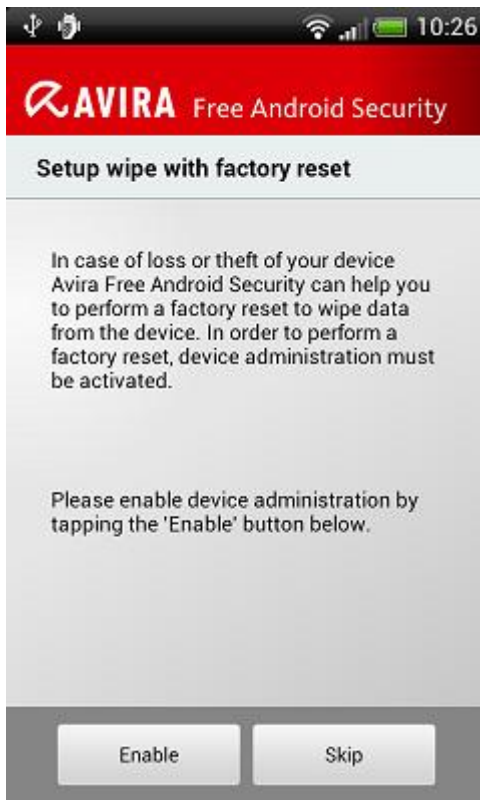 10:26
AVIRA Free Android Security
Setup wipe with factory reset
In case of loss or theft of your device
Avira Free Android Security can help you
to perform a factory reset to wipe data
from the device. In order to perform a
factory reset, device administration must
be activated.
Please enable device administration by
tapping the 'Enable' button below.
Enable Skip